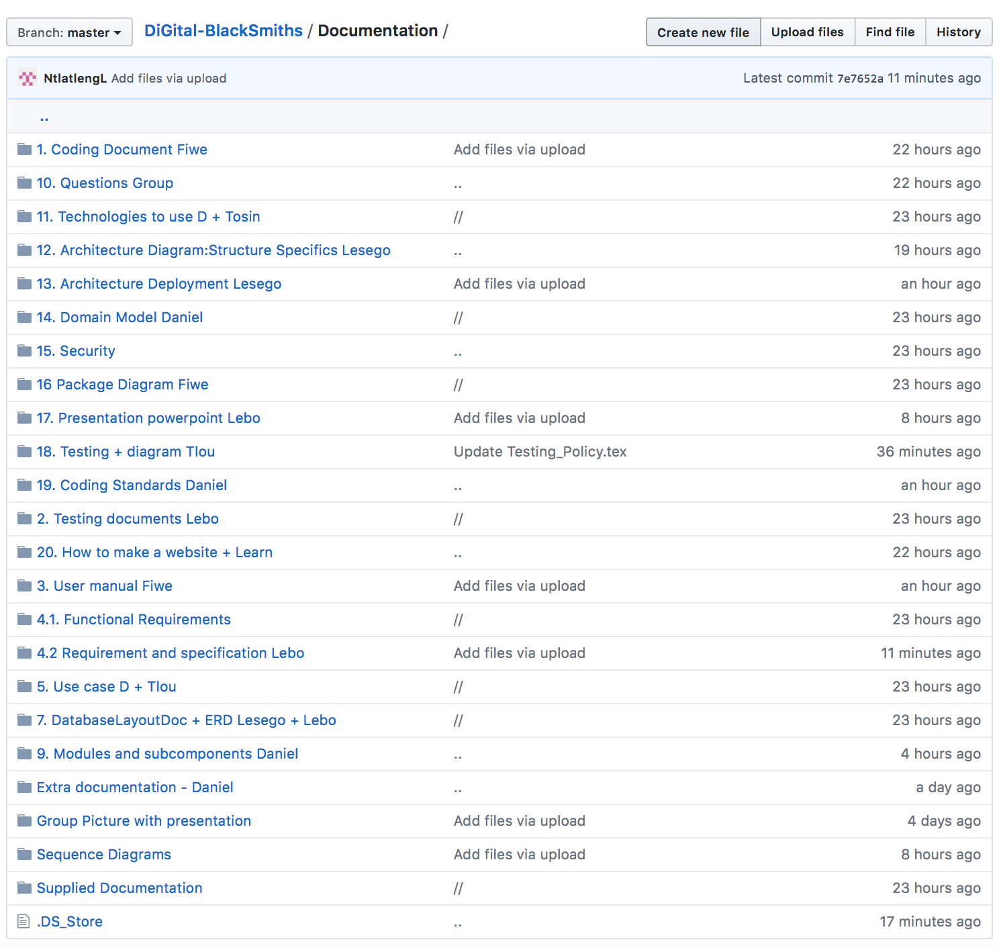 Branch: master DiGital-BlackSmiths / Documentation / Create new file Upload files Find file History
NtlatlengL Add files via upload Latest commit 7e7652a 11 minutes ago
..
1. Coding Document Fiwe Add files via upload 22 hours ago
10. Questions Group .. 22 hours ago
11. Technologies to use D + Tosin // 23 hours ago
12. Architecture Diagram:Structure Specifics Lesego .. 19 hours ago
13. Architecture Deployment Lesego Add files via upload an hour ago
14. Domain Model Daniel // 23 hours ago
15. Security .. 23 hours ago
16 Package Diagram Fiwe // 23 hours ago
17. Presentation powerpoint Lebo Add files via upload 8 hours ago
18. Testing + diagram Tlou Update Testing_Policy.tex 36 minutes ago
19. Coding Standards Daniel .. an hour ago
2. Testing documents Lebo // 23 hours ago
20. How to make a website + Learn .. 22 hours ago
3. User manual Fiwe Add files via upload an hour ago
4.1. Functional Requirements // 23 hours ago
4.2 Requirement and specification Lebo Add files via upload 11 minutes ago
5. Use case D + Tlou // 23 hours ago
7. DatabaseLayoutDoc + ERD Lesego + Lebo // 23 hours ago
9. Modules and subcomponents Daniel .. 4 hours ago
Extra documentation - Daniel .. a day ago
Group Picture with presentation Add files via upload 4 days ago
Sequence Diagrams Add files via upload 8 hours ago
Supplied Documentation // 23 hours ago
.DS_Store .. 17 minutes ago